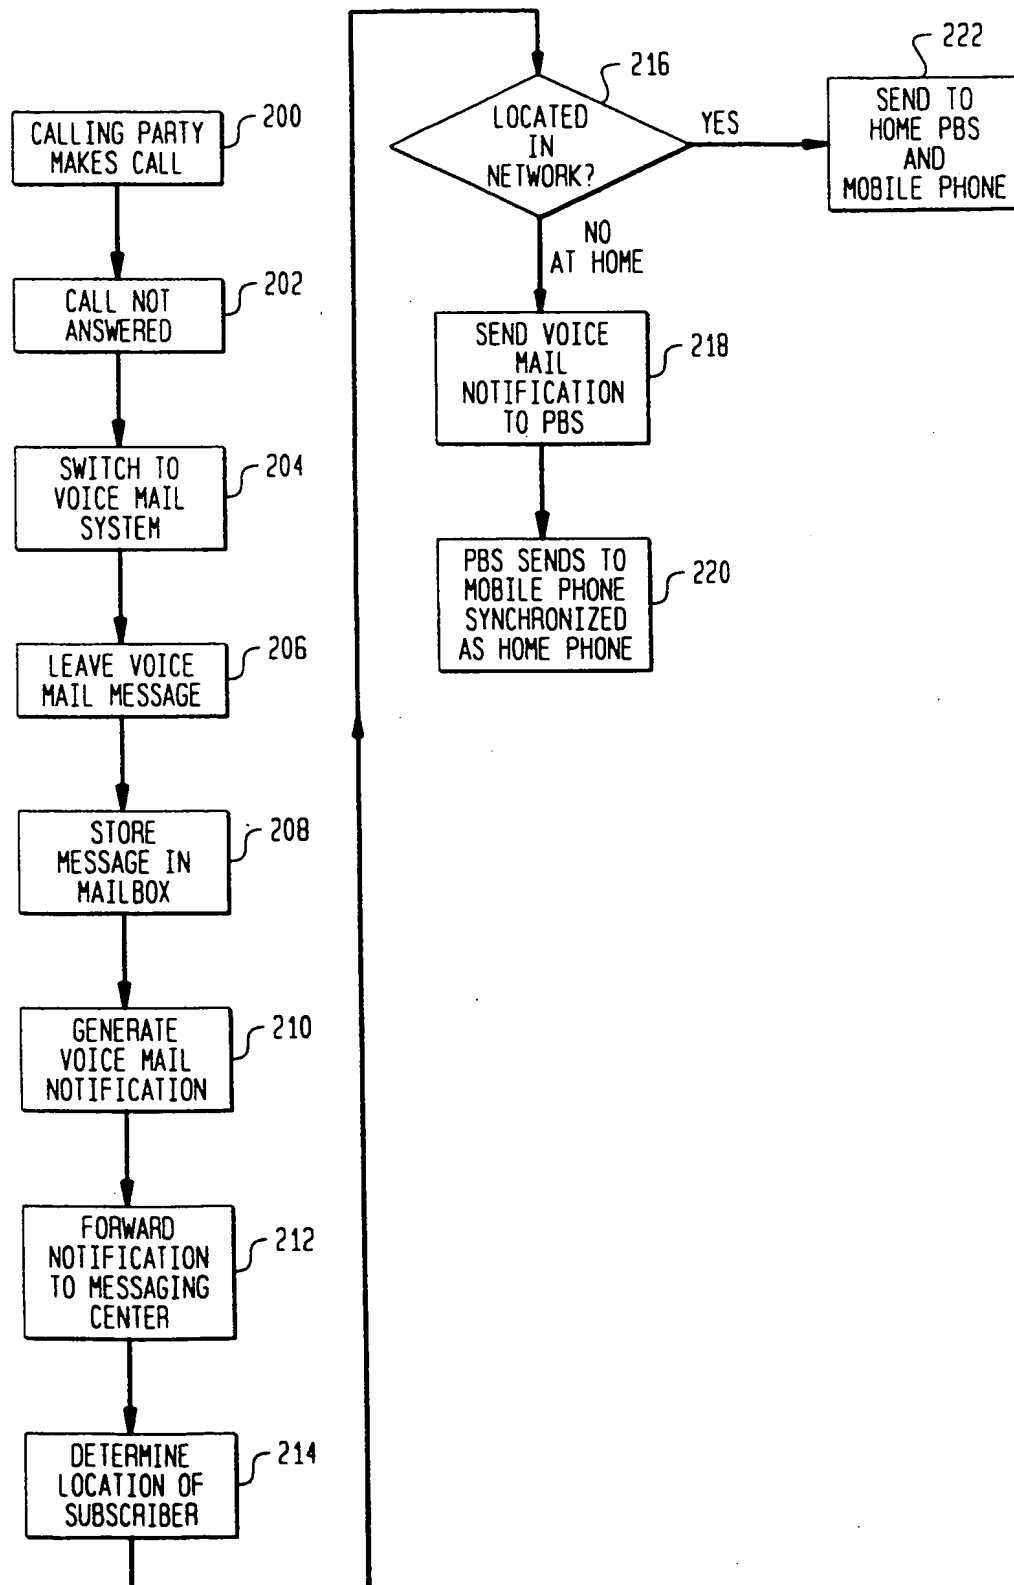 CALLING PARTY
MAKES CALL
200
CALL NOT
ANSWERED
202
SWITCH TO
VOICE MAIL
SYSTEM
204
LEAVE VOICE
MAIL MESSAGE
206
STORE
MESSAGE IN
MAILBOX
208
GENERATE
VOICE MAIL
NOTIFICATION
210
FORWARD
NOTIFICATION
TO MESSAGING
CENTER
212
DETERMINE
LOCATION OF
SUBSCRIBER
214
LOCATED
IN
NETWORK?
216
YES
SEND TO
HOME PBS
AND
MOBILE PHONE
222
NO
AT HOME
SEND VOICE
MAIL
NOTIFICATION
TO PBS
218
PBS SENDS TO
MOBILE PHONE
SYNCHRONIZED
AS HOME PHONE
220